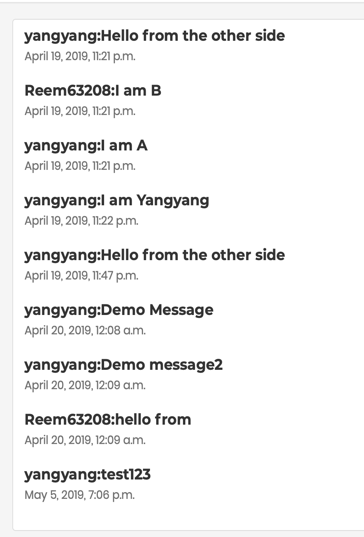 yangyang:Hello from the other side
April 19, 2019, 11:21 p.m.
Reem63208:I am B
April 19, 2019, 11:21 p.m.
yangyang:I am A
April 19, 2019, 11:21 p.m.
yangyang:I am Yangyang
April 19, 2019, 11:22 p.m.
yangyang:Hello from the other side
April 19, 2019, 11:47 p.m.
yangyang:Demo Message
April 20, 2019, 12:08 a.m.
yangyang:Demo message2
April 20, 2019, 12:09 a.m.
Reem63208:hello from
April 20, 2019, 12:09 a.m.
yangyang:test123
May 5, 2019, 7:06 p.m.